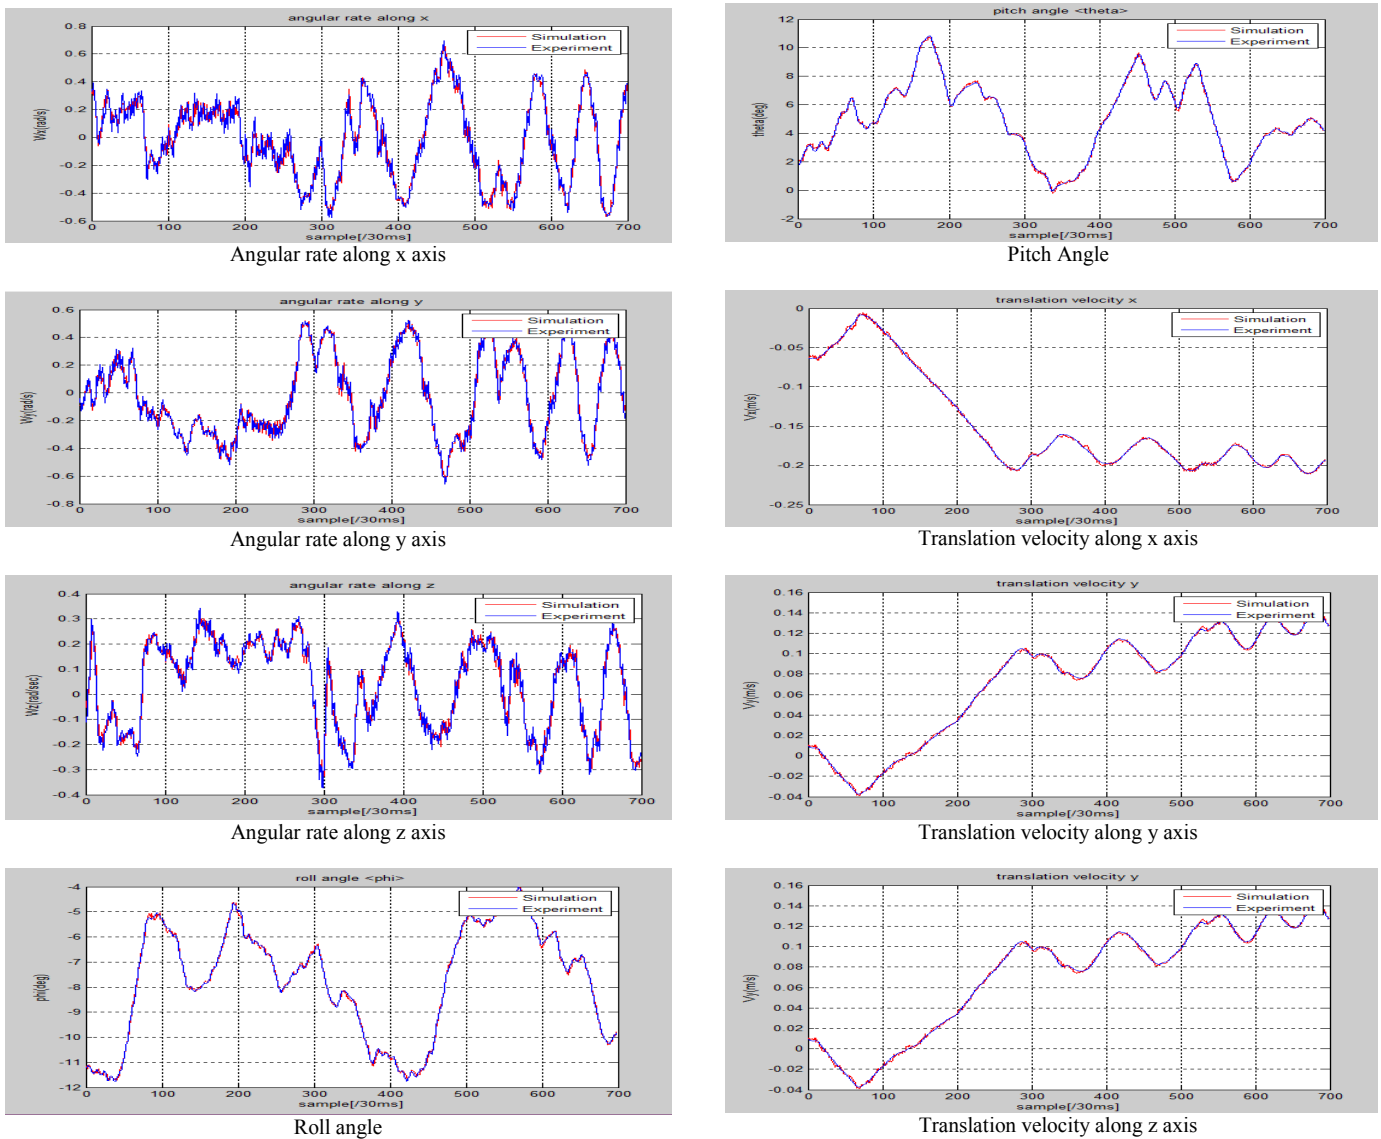 angular rate along x
Simulation
Experiment
Wx(rad/s)
0.8
0.6
0.4
0.2
0
-0.2
-0.4
-0.6
0 100 200 300 400 500 600 700
sample[/30ms]
Angular rate along x axis
angular rate along y
Simulation
Experiment
Wy(rad/s)
0.6
0.4
0.2
0
-0.2
-0.4
-0.6
-0.8
0 100 200 300 400 500 600 700
sample[/30ms]
Angular rate along y axis
angular rate along z
Simulation
Experiment
Wz(rad/sec)
0.4
0.3
0.2
0.1
0
-0.1
-0.2
-0.3
-0.4
0 100 200 300 400 500 600 700
sample[/30ms]
Angular rate along z axis
roll angle <phi>
Simulation
Experiment
phi(deg)
-4
-5
-6
-7
-8
-9
-10
-11
-12
0 100 200 300 400 500 600 700
sample[/30ms]
Roll angle
pitch angle <theta>
Simulation
Experiment
theta(deg)
12
10
8
6
4
2
0
-2
0 100 200 300 400 500 600 700
sample[/30ms]
Pitch Angle
translation velocity x
Simulation
Experiment
Vx(m/s)
0
-0.05
-0.1
-0.15
-0.2
-0.25
0 100 200 300 400 500 600 700
sample[/30ms]
Translation velocity along x axis
translation velocity y
Simulation
Experiment
Vy(m/s)
0.16
0.14
0.12
0.1
0.08
0.06
0.04
0.02
0
-0.02
-0.04
0 100 200 300 400 500 600 700
sample[/30ms]
Translation velocity along y axis
translation velocity y
Simulation
Experiment
Vy(m/s)
0.16
0.14
0.12
0.1
0.08
0.06
0.04
0.02
0
-0.02
-0.04
0 100 200 300 400 500 600 700
sample[/30ms]
Translation velocity along z axis